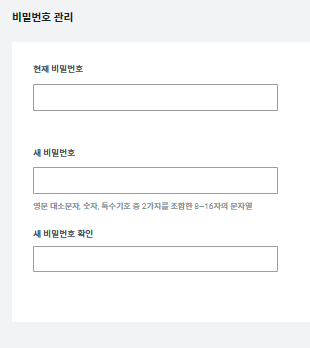 비밀번호 관리
현재 비밀번호
새 비밀번호
영문 대소문자, 숫자, 특수기호 중 2가지를 조합한 8~16자의 문자열
새 비밀번호 확인